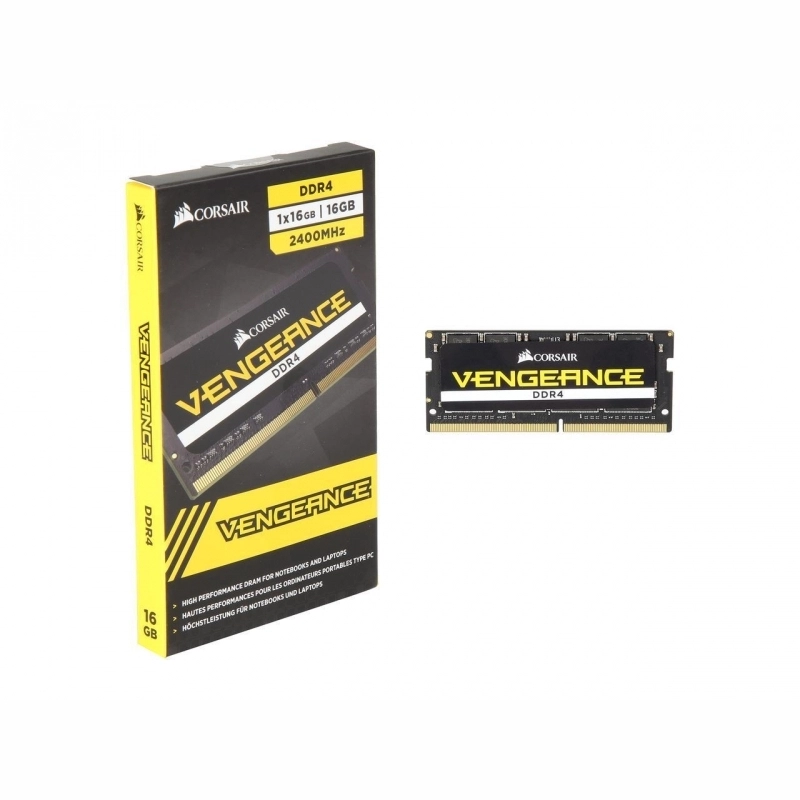 CORSAIR
DDR4
1x16GB | 16GB
2400MHz
CORSAIR
VENGEANCE
DDR4
VENGEANCE
HIGH PERFORMANCE DRAM FOR NOTEBOOKS AND LAPTOPS
HAUTES PERFORMANCES POUR LES ORDINATEURS PORTABLES TYPE PC
HÖCHSTLEISTUNG FÜR NOTEBOOKS UND LAPTOPS
CORSAIR
VENGEANCE
DDR4
16
GB
CORSAIR
VENGEANCE
DDR4